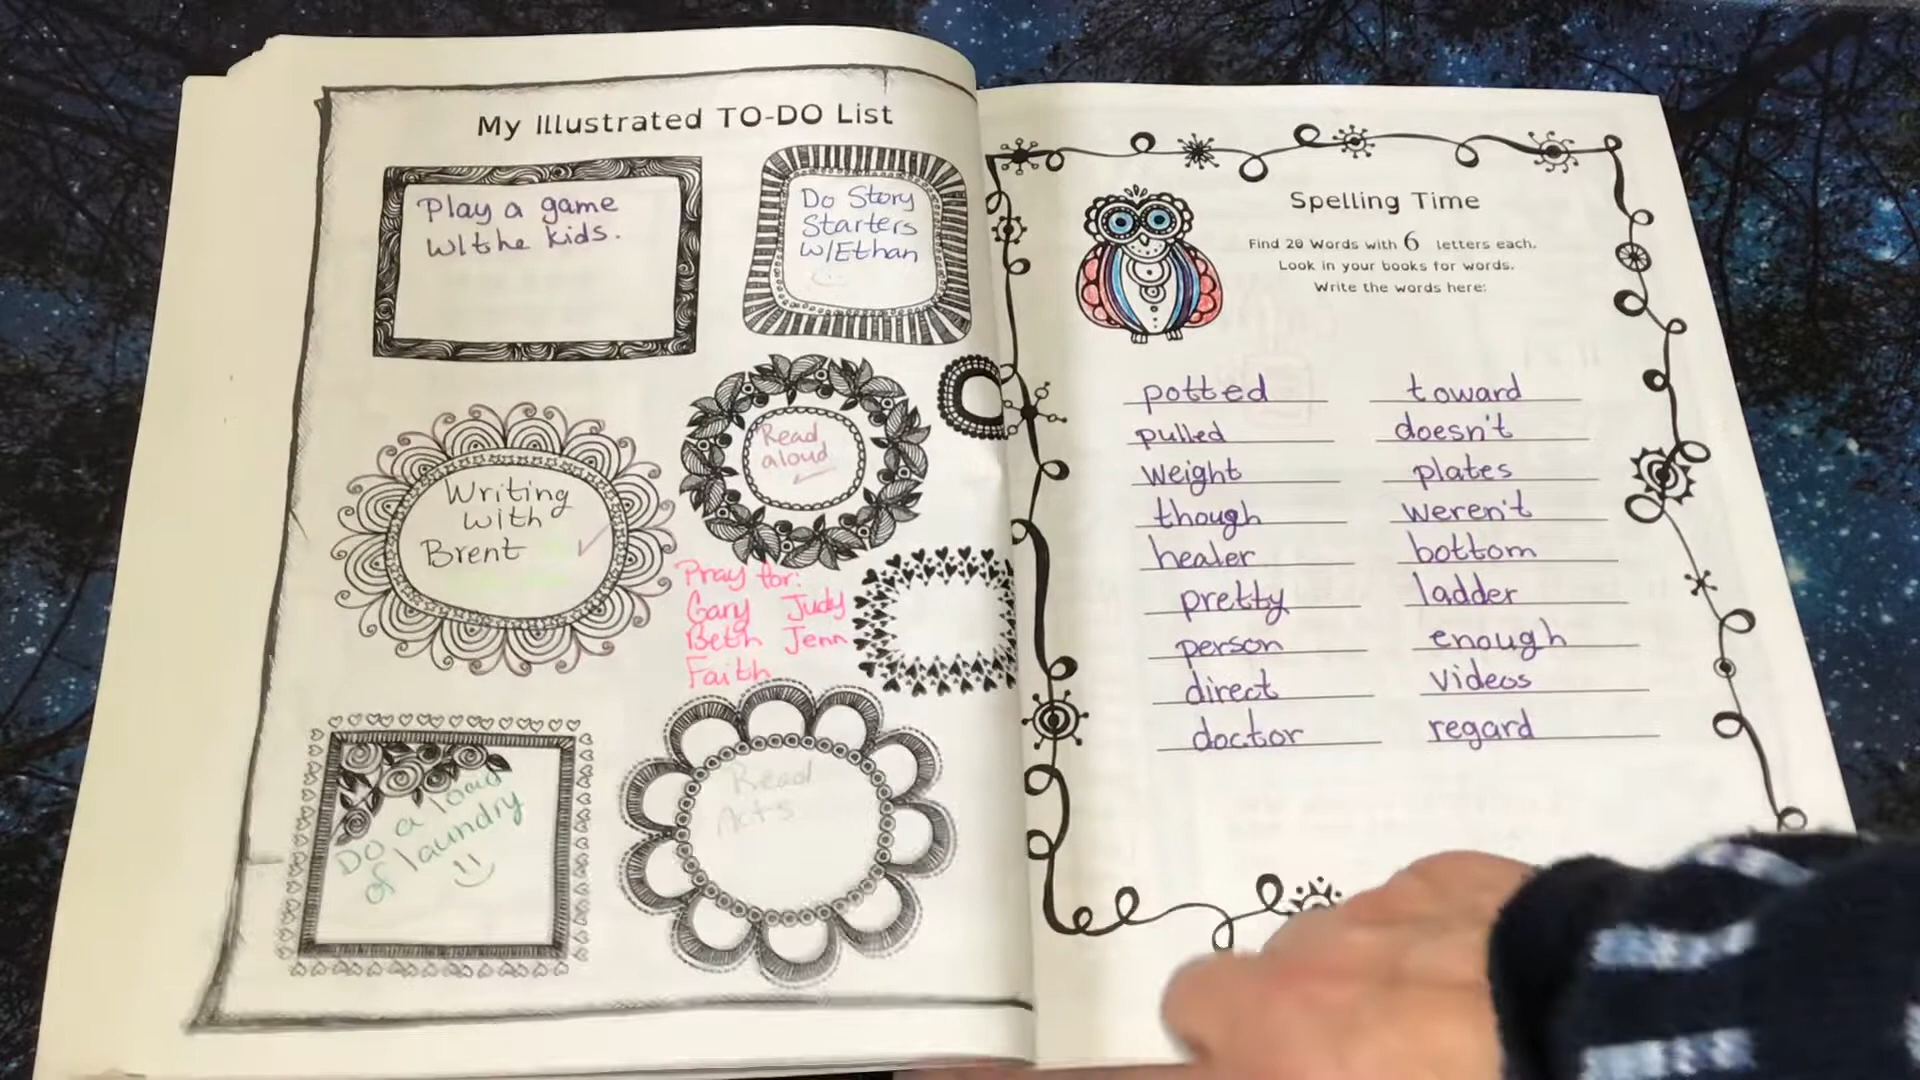 My Illustrated TO-DO List
Play a game
w/the kids.
Do Story
Starters
w/Ethan
Read
aloud
Writing
with
Brent
Pray for:
Gary Judy
Beth Jenn
Faith
Do a load
of laundry
Read
Acts
Spelling Time
Find 20 Words with 6 letters each.
Look in your books for words.
Write the words here:
potted toward
pulled doesn't
weight plates
though weren't
healer bottom
pretty ladder
person enough
direct videos
doctor regard